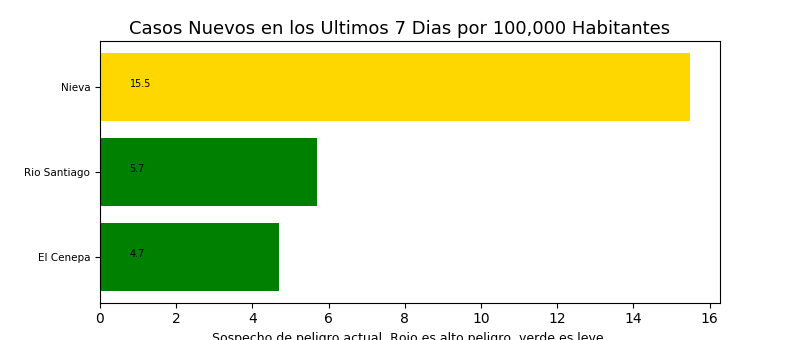 Casos Nuevos en los Ultimos 7 Dias por 100,000 Habitantes
Nieva
15.5
Rio Santiago
5.7
El Cenepa
4.7
0 2 4 6 8 10 12 14 16
Sospecho de peligro actual. Rojo es alto peligro, verde es leve